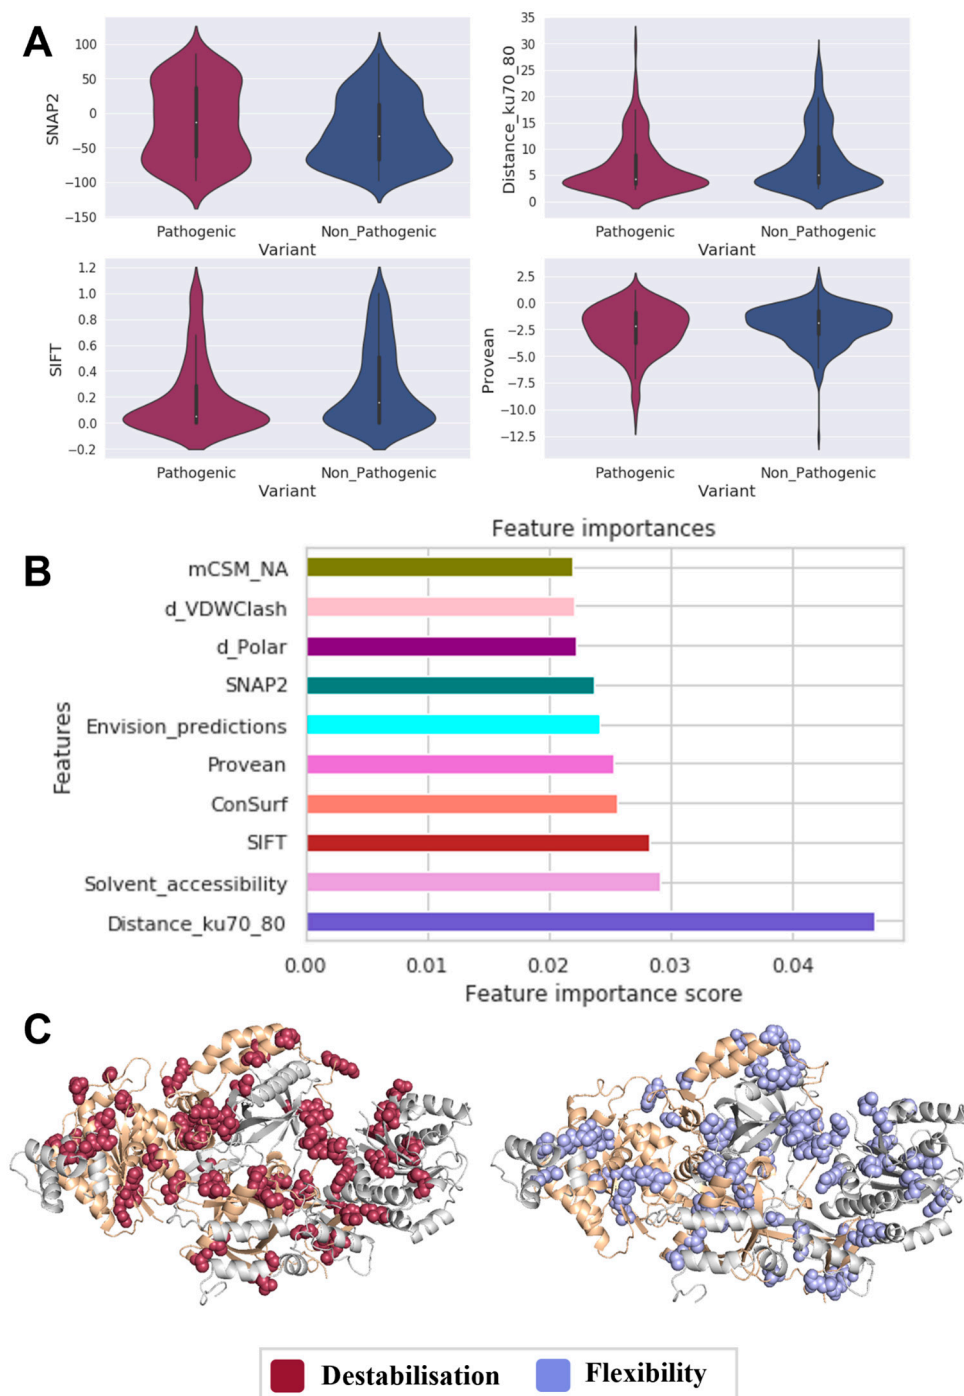 A
SNAP2
100
50
0
−50
−100
−150
Pathogenic
Non_Pathogenic
Variant
Distance_ku70_80
35
30
25
20
15
10
5
0
Pathogenic
Non_Pathogenic
Variant
SIFT
1.2
1.0
0.8
0.6
0.4
0.2
0.0
−0.2
Pathogenic
Non_Pathogenic
Variant
Provean
2.5
0.0
−2.5
−5.0
−7.5
−10.0
−12.5
Pathogenic
Non_Pathogenic
Variant
B
Feature importances
Features
mCSM_NA
d_VDWClash
d_Polar
SNAP2
Envision_predictions
Provean
ConSurf
SIFT
Solvent_accessibility
Distance_ku70_80
0.00 0.01 0.02 0.03 0.04
Feature importance score
C
Destabilisation
Flexibility